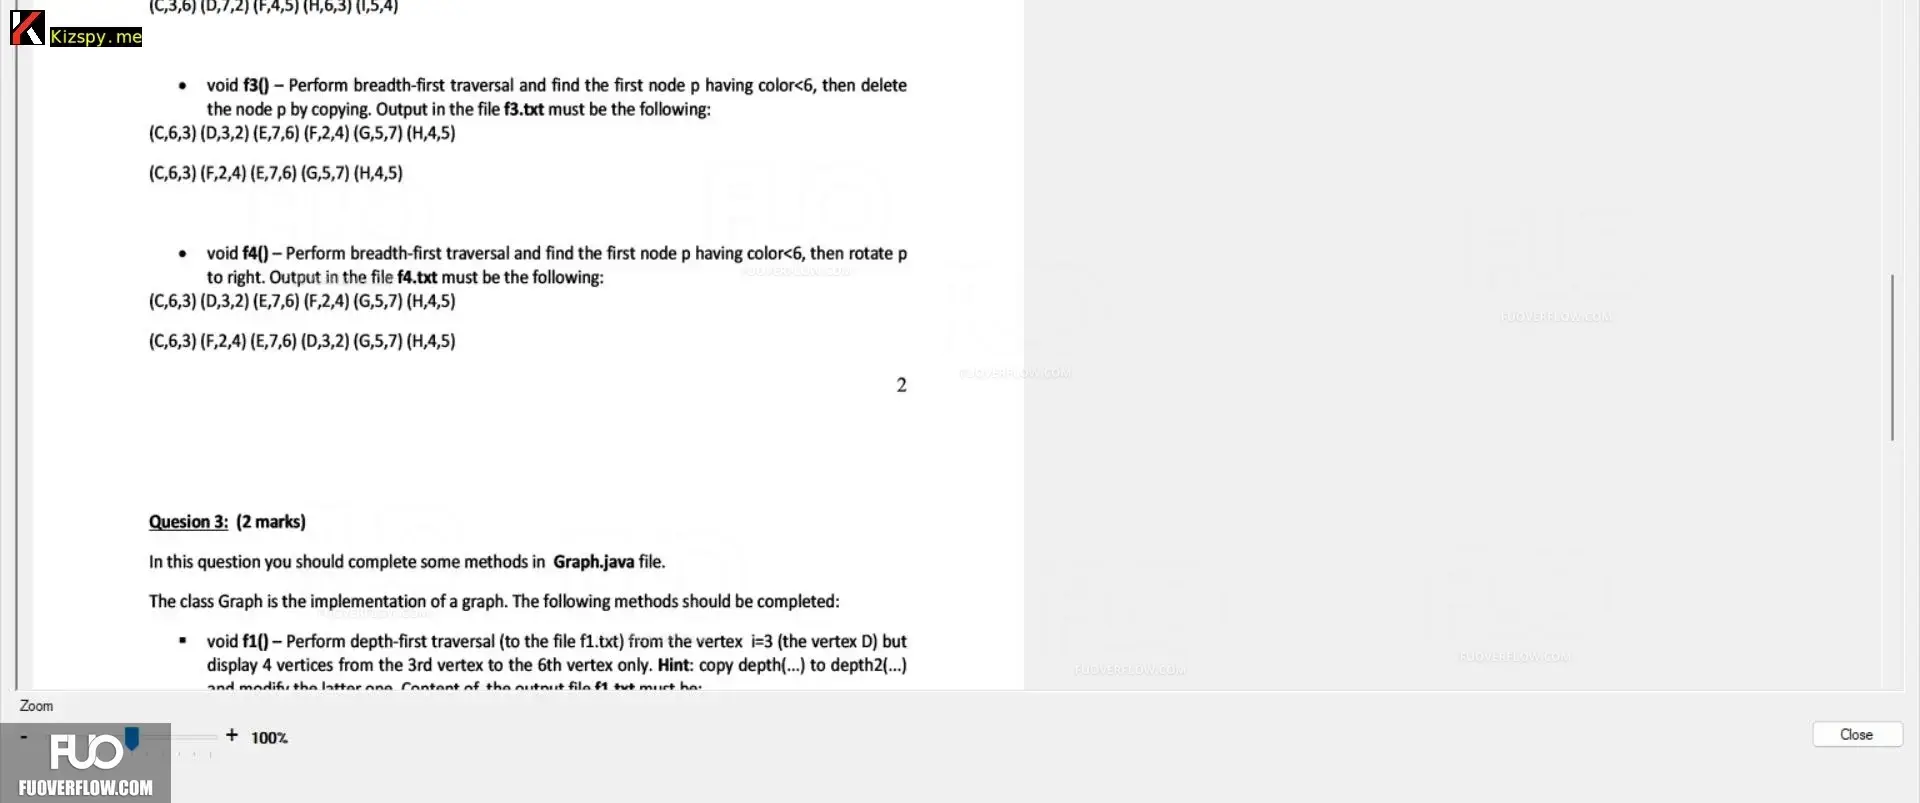 (C,3,6) (D,7,2) (F,4,5) (H,6,3) (I,5,4)
Kizspy.me
• void f3() – Perform breadth-first traversal and find the first node p having color<6, then delete
the node p by copying. Output in the file f3.txt must be the following:
(C,6,3) (D,3,2) (E,7,6) (F,2,4) (G,5,7) (H,4,5)
(C,6,3) (F,2,4) (E,7,6) (G,5,7) (H,4,5)
• void f4() – Perform breadth-first traversal and find the first node p having color<6, then rotate p
to right. Output in the file f4.txt must be the following:
(C,6,3) (D,3,2) (E,7,6) (F,2,4) (G,5,7) (H,4,5)
(C,6,3) (F,2,4) (E,7,6) (D,3,2) (G,5,7) (H,4,5)
2
FUOVERFLOW.COM
FUOVERFLOW.COM
FUOVERFLOW.COM
Quesion 3: (2 marks)
In this question you should complete some methods in Graph.java file.
The class Graph is the implementation of a graph. The following methods should be completed:
▪ void f1() – Perform depth-first traversal (to the file f1.txt) from the vertex i=3 (the vertex D) but
display 4 vertices from the 3rd vertex to the 6th vertex only. Hint: copy depth(...) to depth2(...)
and modify the latter one. Content of the output file f1.txt must be:
FUOVERFLOW.COM
FUOVERFLOW.COM
Zoom
- + 100%
Close
FUO
FUOVERFLOW.COM